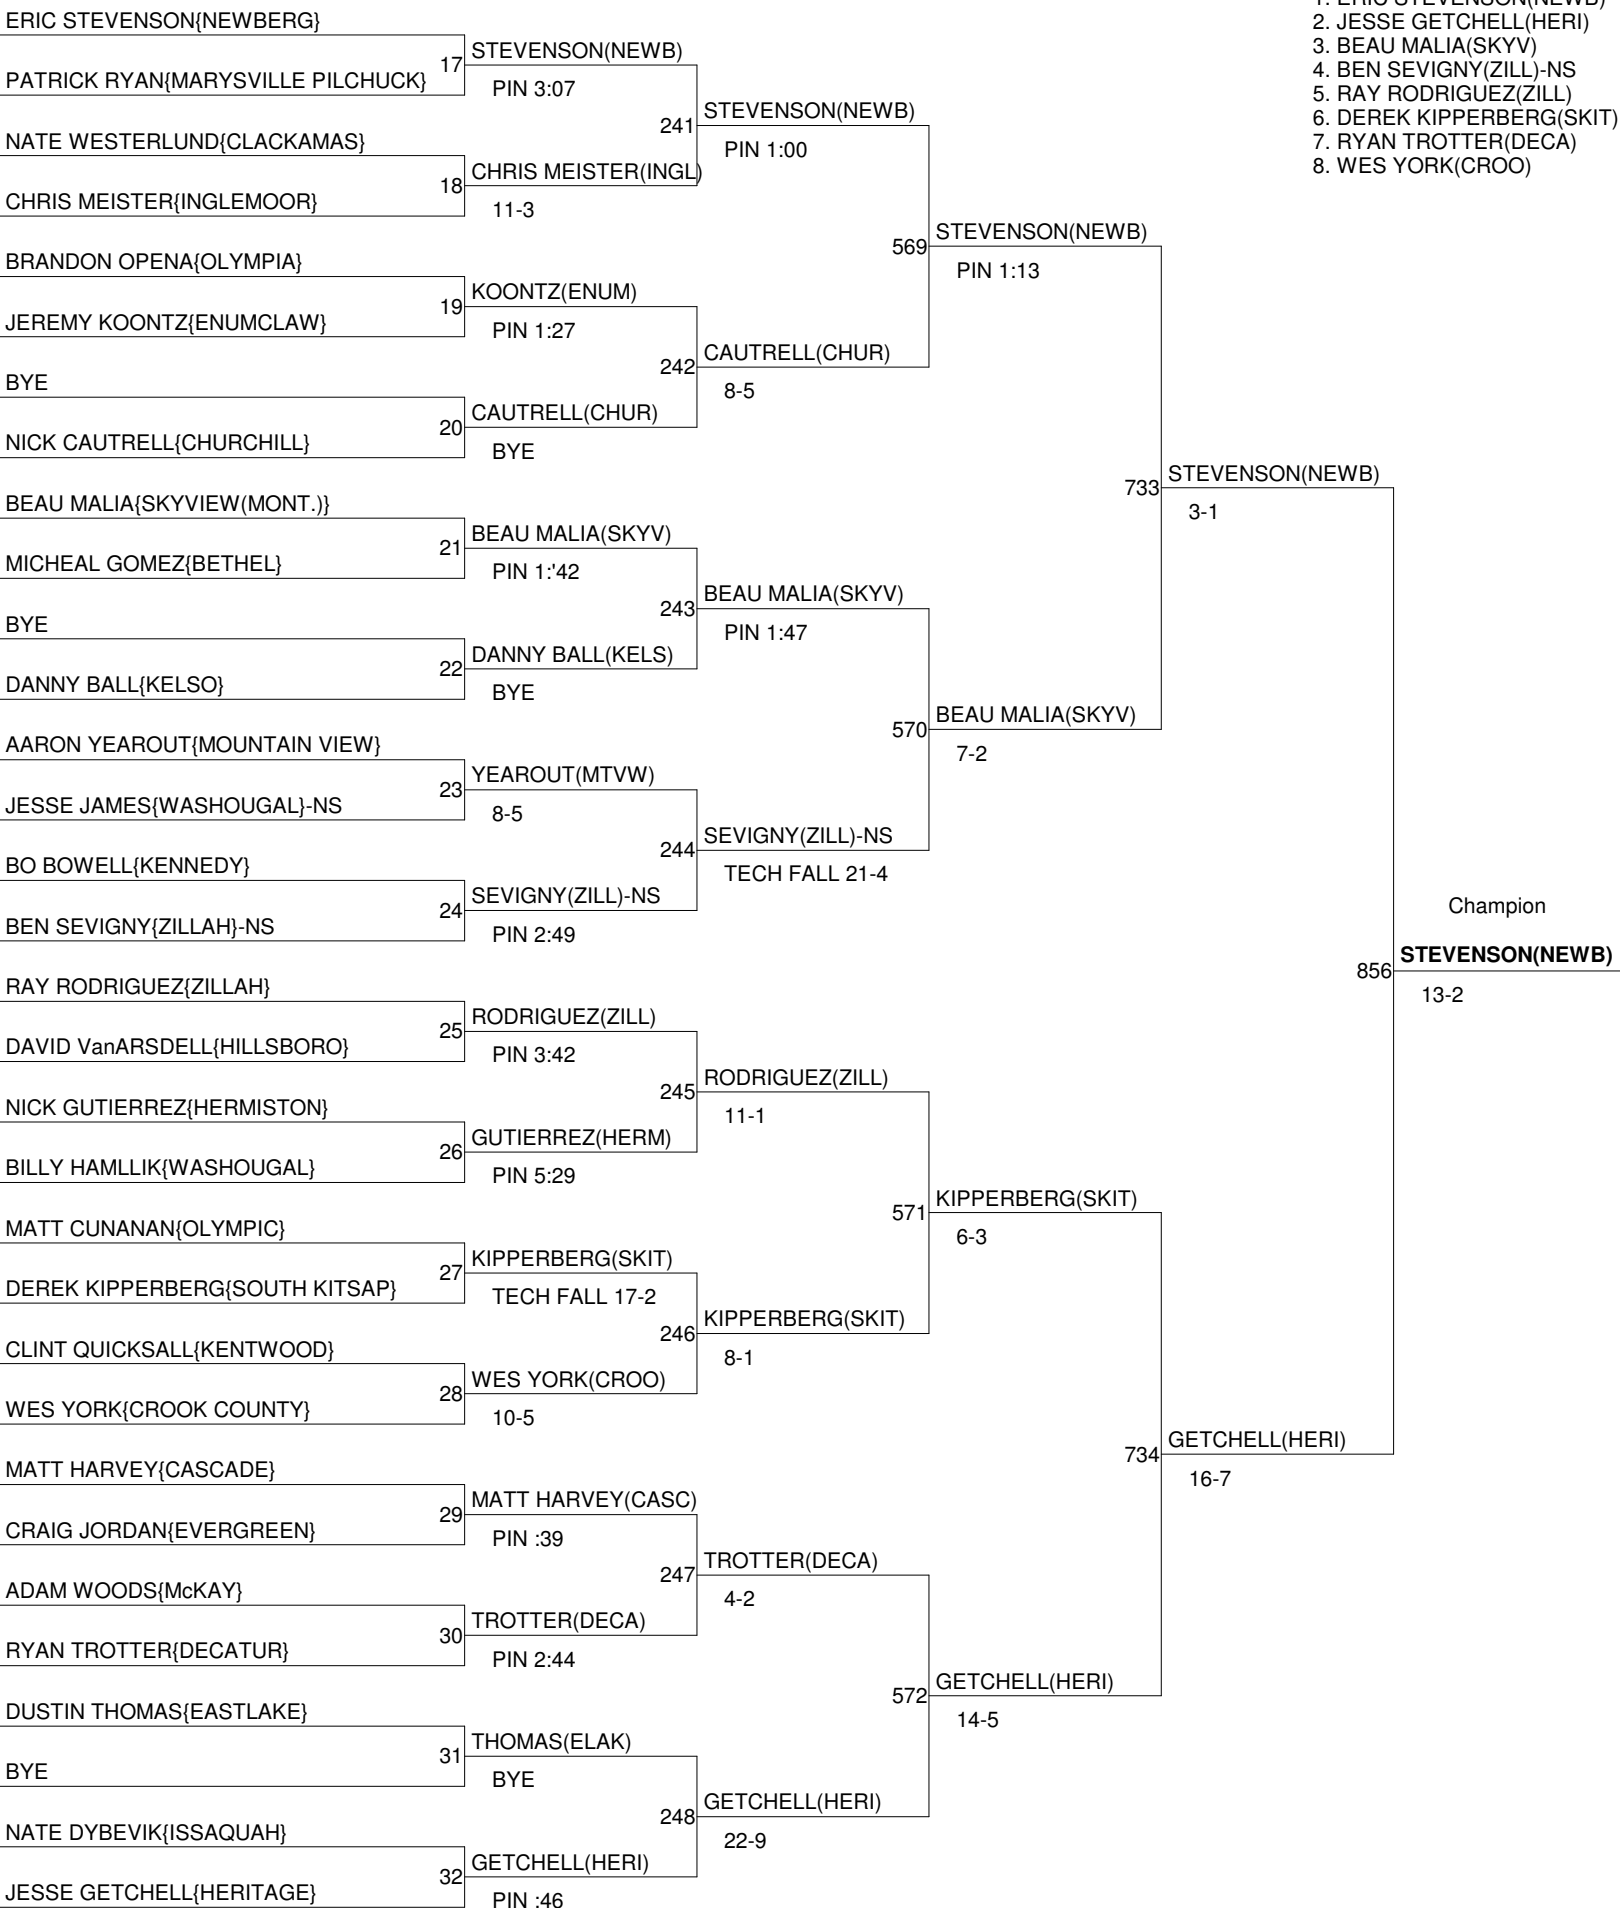 1. ERIC STEVENSON(NEWB)
2. JESSE GETCHELL(HERI)
3. BEAU MALIA(SKYV)
4. BEN SEVIGNY(ZILL)-NS
5. RAY RODRIGUEZ(ZILL)
6. DEREK KIPPERBERG(SKIT)
7. RYAN TROTTER(DECA)
8. WES YORK(CROO)
ERIC STEVENSON{NEWBERG}
PATRICK RYAN{MARYSVILLE PILCHUCK}
NATE WESTERLUND{CLACKAMAS}
CHRIS MEISTER{INGLEMOOR}
BRANDON OPENA{OLYMPIA}
JEREMY KOONTZ{ENUMCLAW}
BYE
NICK CAUTRELL{CHURCHILL}
BEAU MALIA{SKYVIEW(MONT.)}
MICHEAL GOMEZ{BETHEL}
BYE
DANNY BALL{KELSO}
AARON YEAROUT{MOUNTAIN VIEW}
JESSE JAMES{WASHOUGAL}-NS
BO BOWELL{KENNEDY}
BEN SEVIGNY{ZILLAH}-NS
RAY RODRIGUEZ{ZILLAH}
DAVID VanARSDELL{HILLSBORO}
NICK GUTIERREZ{HERMISTON}
BILLY HAMLLIK{WASHOUGAL}
MATT CUNANAN{OLYMPIC}
DEREK KIPPERBERG{SOUTH KITSAP}
CLINT QUICKSALL{KENTWOOD}
WES YORK{CROOK COUNTY}
MATT HARVEY{CASCADE}
CRAIG JORDAN{EVERGREEN}
ADAM WOODS{McKAY}
RYAN TROTTER{DECATUR}
DUSTIN THOMAS{EASTLAKE}
BYE
NATE DYBEVIK{ISSAQUAH}
JESSE GETCHELL{HERITAGE}
17 STEVENSON(NEWB)
PIN 3:07
18 CHRIS MEISTER(INGL)
11-3
19 KOONTZ(ENUM)
PIN 1:27
20 CAUTRELL(CHUR)
BYE
21 BEAU MALIA(SKYV)
PIN 1:'42
22 DANNY BALL(KELS)
BYE
23 YEAROUT(MTVW)
8-5
24 SEVIGNY(ZILL)-NS
PIN 2:49
25 RODRIGUEZ(ZILL)
PIN 3:42
26 GUTIERREZ(HERM)
PIN 5:29
27 KIPPERBERG(SKIT)
TECH FALL 17-2
28 WES YORK(CROO)
10-5
29 MATT HARVEY(CASC)
PIN :39
30 TROTTER(DECA)
PIN 2:44
31 THOMAS(ELAK)
BYE
32 GETCHELL(HERI)
PIN :46
241 STEVENSON(NEWB)
PIN 1:00
242 CAUTRELL(CHUR)
8-5
243 BEAU MALIA(SKYV)
PIN 1:47
244 SEVIGNY(ZILL)-NS
TECH FALL 21-4
245 RODRIGUEZ(ZILL)
11-1
246 KIPPERBERG(SKIT)
8-1
247 TROTTER(DECA)
4-2
248 GETCHELL(HERI)
22-9
569 STEVENSON(NEWB)
PIN 1:13
570 BEAU MALIA(SKYV)
7-2
571 KIPPERBERG(SKIT)
6-3
572 GETCHELL(HERI)
14-5
733 STEVENSON(NEWB)
3-1
734 GETCHELL(HERI)
16-7
Champion
856 STEVENSON(NEWB)
13-2